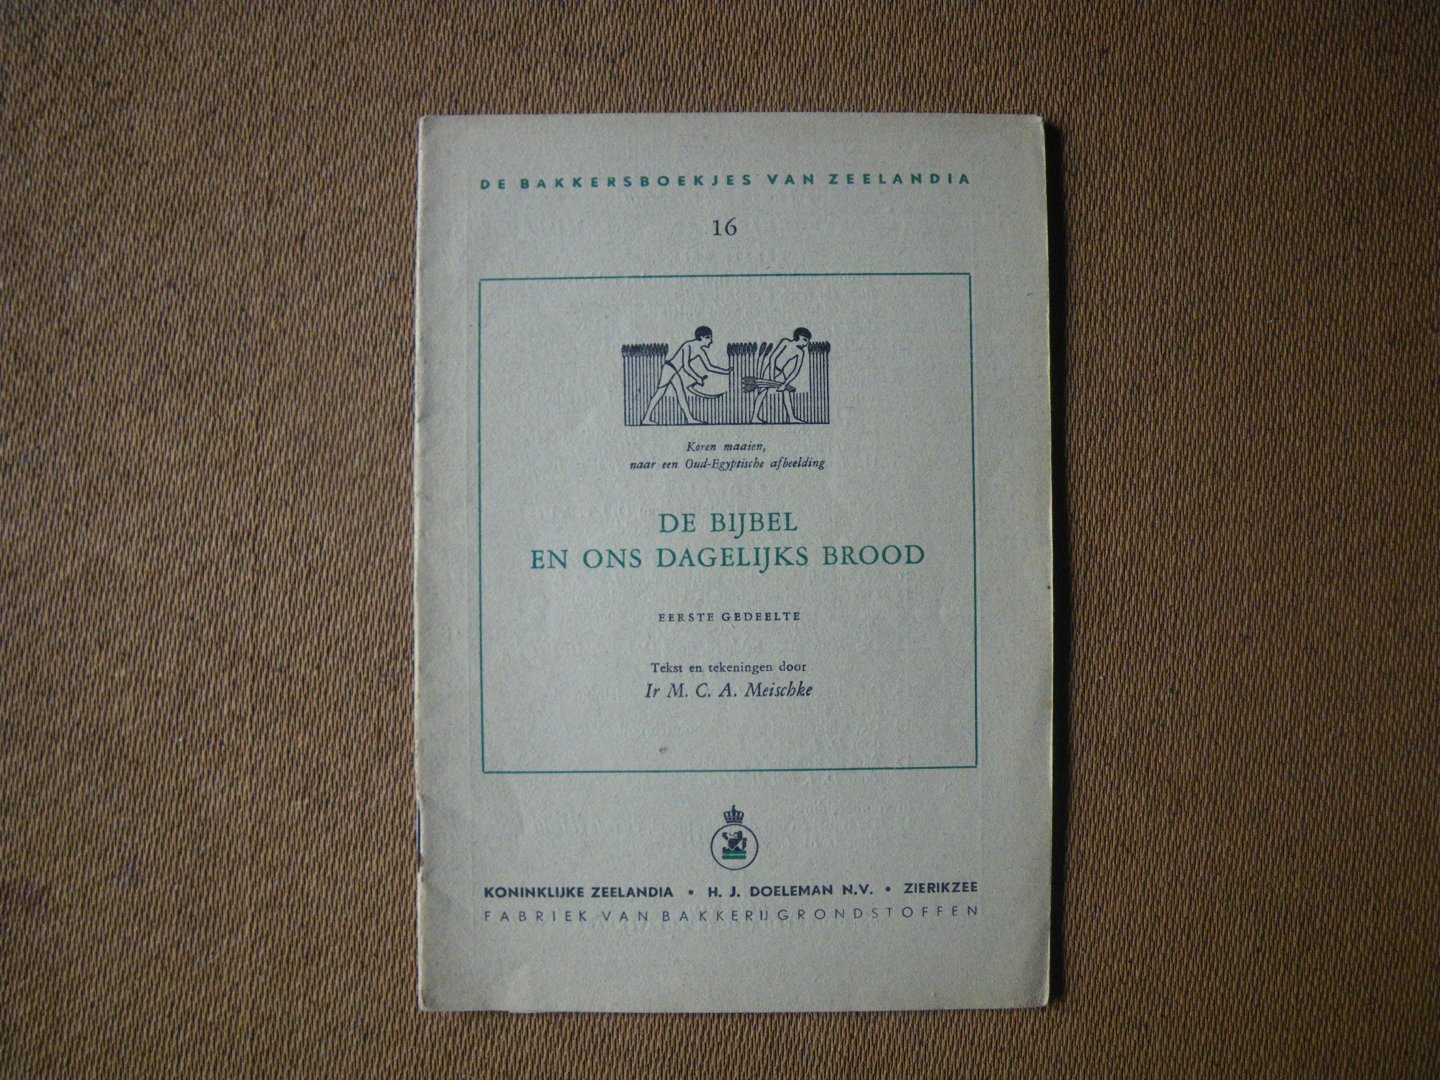 DE BAKKERSBOEKJES VAN ZEELANDIA
16
Koren maaien,
naar een Oud-Egyptische afbeelding
DE BIJBEL
EN ONS DAGELIJKS BROOD
EERSTE GEDEELTE
Tekst en tekeningen door
Ir M. C. A. Meischke
KONINKLIJKE ZEELANDIA • H. J. DOELEMAN N.V. • ZIERIKZEE
FABRIEK VAN BAKKERIJGRONDSTOFFEN